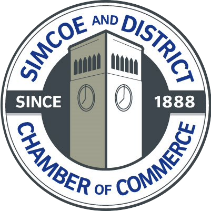 SIMCOE AND DISTRICT
SINCE 1888
CHAMBER OF COMMERCE